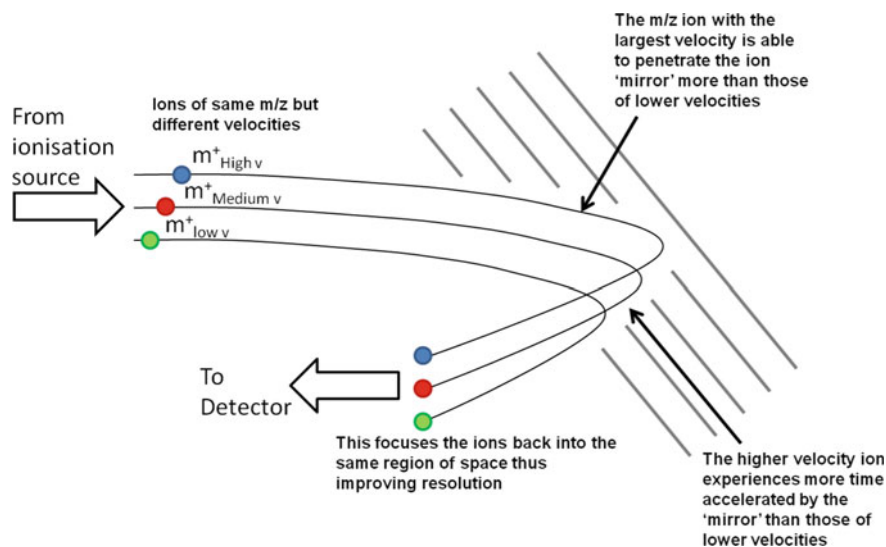 The m/z ion with the
largest velocity is able
to penetrate the ion
‘mirror’ more than those
of lower velocities
Ions of same m/z but
different velocities
From
ionisation
source
m+High v
m+Medium v
m+low v
To
Detector
This focuses the ions back into the
same region of space thus
improving resolution
The higher velocity ion
experiences more time
accelerated by the
‘mirror’ than those of
lower velocities